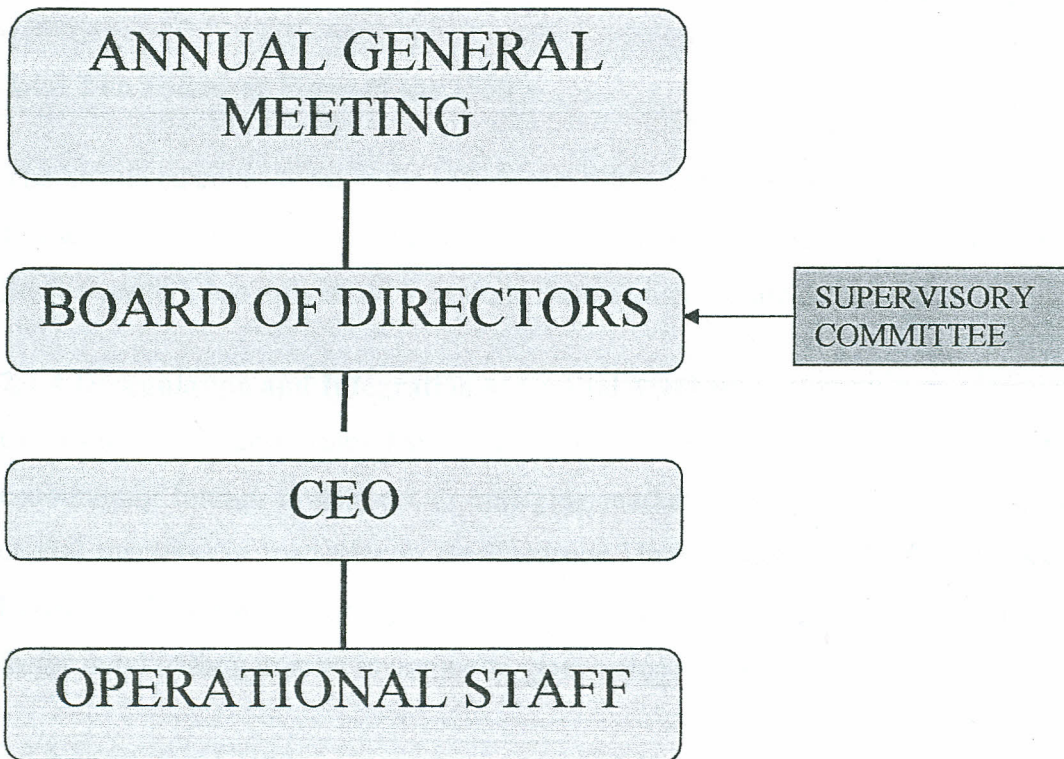 ANNUAL GENERAL
MEETING
BOARD OF DIRECTORS
SUPERVISORY
COMMITTEE
CEO
OPERATIONAL STAFF